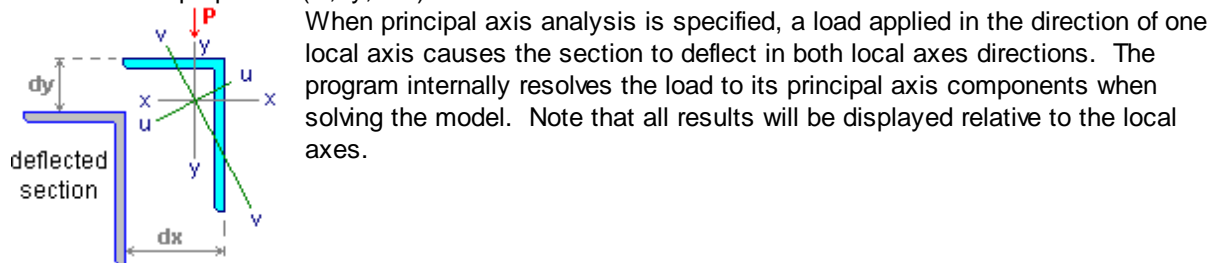 P
When principal axis analysis is specified, a load applied in the direction of one
v
y
local axis causes the section to deflect in both local axes directions. The
u
dy
program internally resolves the load to its principal axis components when
x
x
solving the model. Note that all results will be displayed relative to the local
u
axes.
deflected
y
section
v
dx